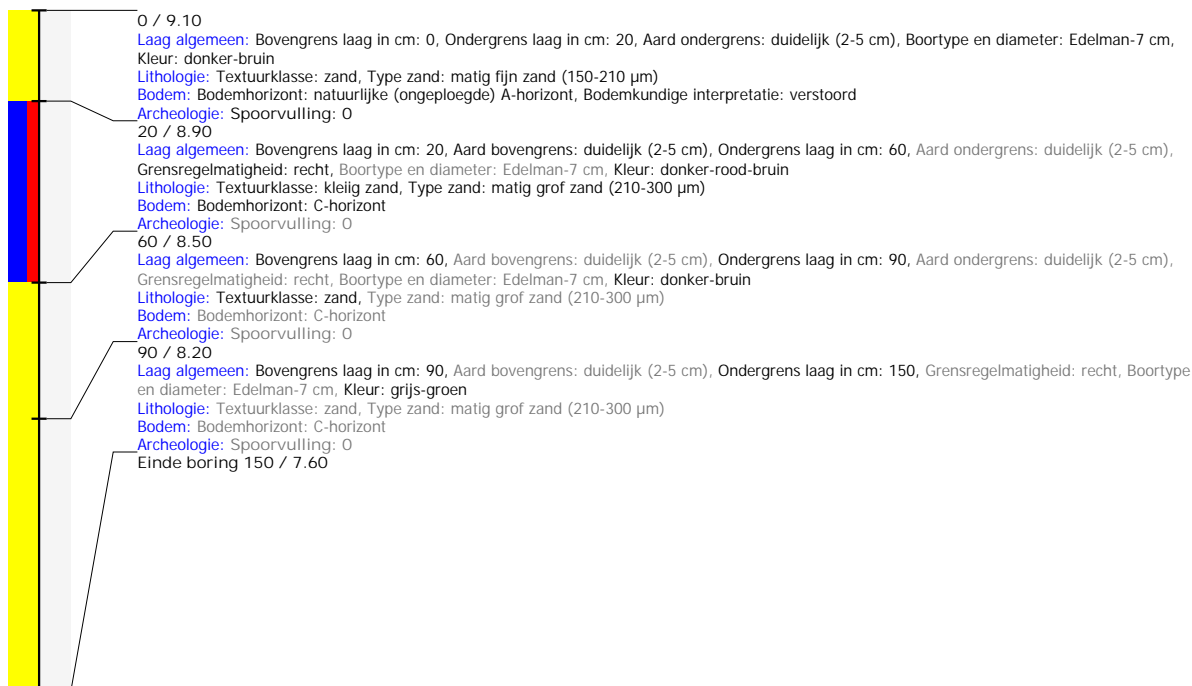 0 / 9.10
Laag algemeen: Bovengrens laag in cm: 0, Ondergrens laag in cm: 20, Aard ondergrens: duidelijk (2-5 cm), Boortype en diameter: Edelman-7 cm,
Kleur: donker-bruin
Lithologie: Textuurklasse: zand, Type zand: matig fijn zand (150-210 µm)
Bodem: Bodemhorizont: natuurlijke (ongeploegde) A-horizont, Bodemkundige interpretatie: verstoord
Archeologie: Spoorvulling: 0
20 / 8.90
Laag algemeen: Bovengrens laag in cm: 20, Aard bovengrens: duidelijk (2-5 cm), Ondergrens laag in cm: 60, Aard ondergrens: duidelijk (2-5 cm),
Grensregelmatigheid: recht, Boortype en diameter: Edelman-7 cm, Kleur: donker-rood-bruin
Lithologie: Textuurklasse: kleiig zand, Type zand: matig grof zand (210-300 µm)
Bodem: Bodemhorizont: C-horizont
Archeologie: Spoorvulling: 0
60 / 8.50
Laag algemeen: Bovengrens laag in cm: 60, Aard bovengrens: duidelijk (2-5 cm), Ondergrens laag in cm: 90, Aard ondergrens: duidelijk (2-5 cm),
Grensregelmatigheid: recht, Boortype en diameter: Edelman-7 cm, Kleur: donker-bruin
Lithologie: Textuurklasse: zand, Type zand: matig grof zand (210-300 µm)
Bodem: Bodemhorizont: C-horizont
Archeologie: Spoorvulling: 0
90 / 8.20
Laag algemeen: Bovengrens laag in cm: 90, Aard bovengrens: duidelijk (2-5 cm), Ondergrens laag in cm: 150, Grensregelmatigheid: recht, Boortype
en diameter: Edelman-7 cm, Kleur: grijs-groen
Lithologie: Textuurklasse: zand, Type zand: matig grof zand (210-300 µm)
Bodem: Bodemhorizont: C-horizont
Archeologie: Spoorvulling: 0
Einde boring 150 / 7.60